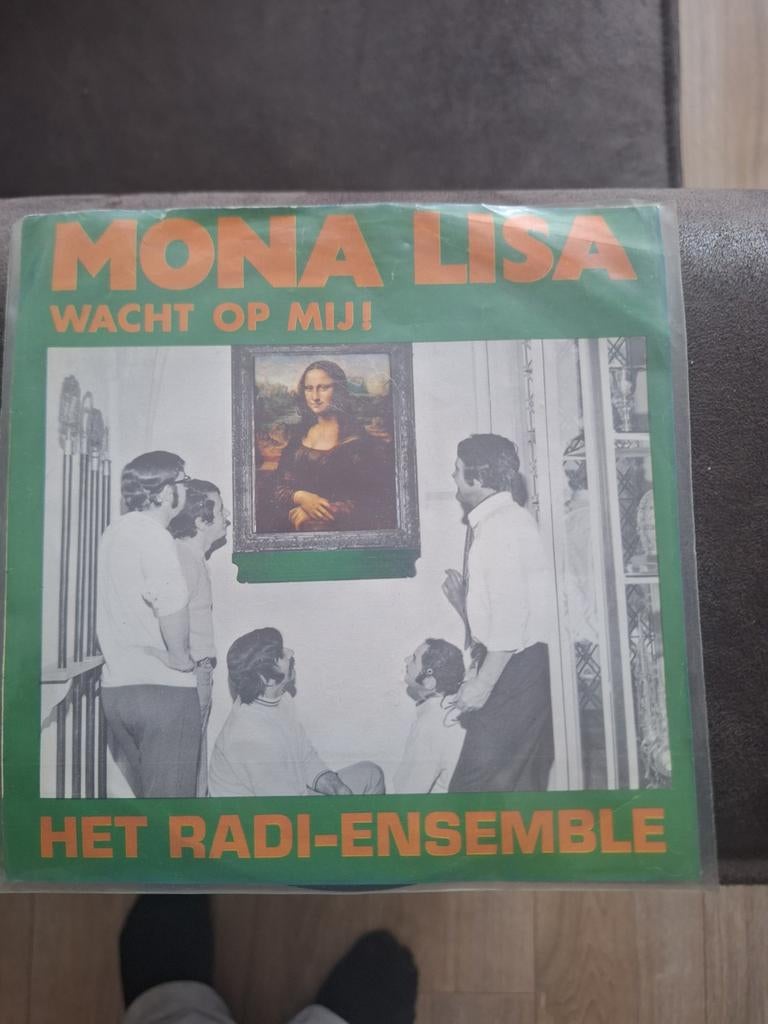 MONA LISA
WACHT OP MIJ!
HET RADI-ENSEMBLE